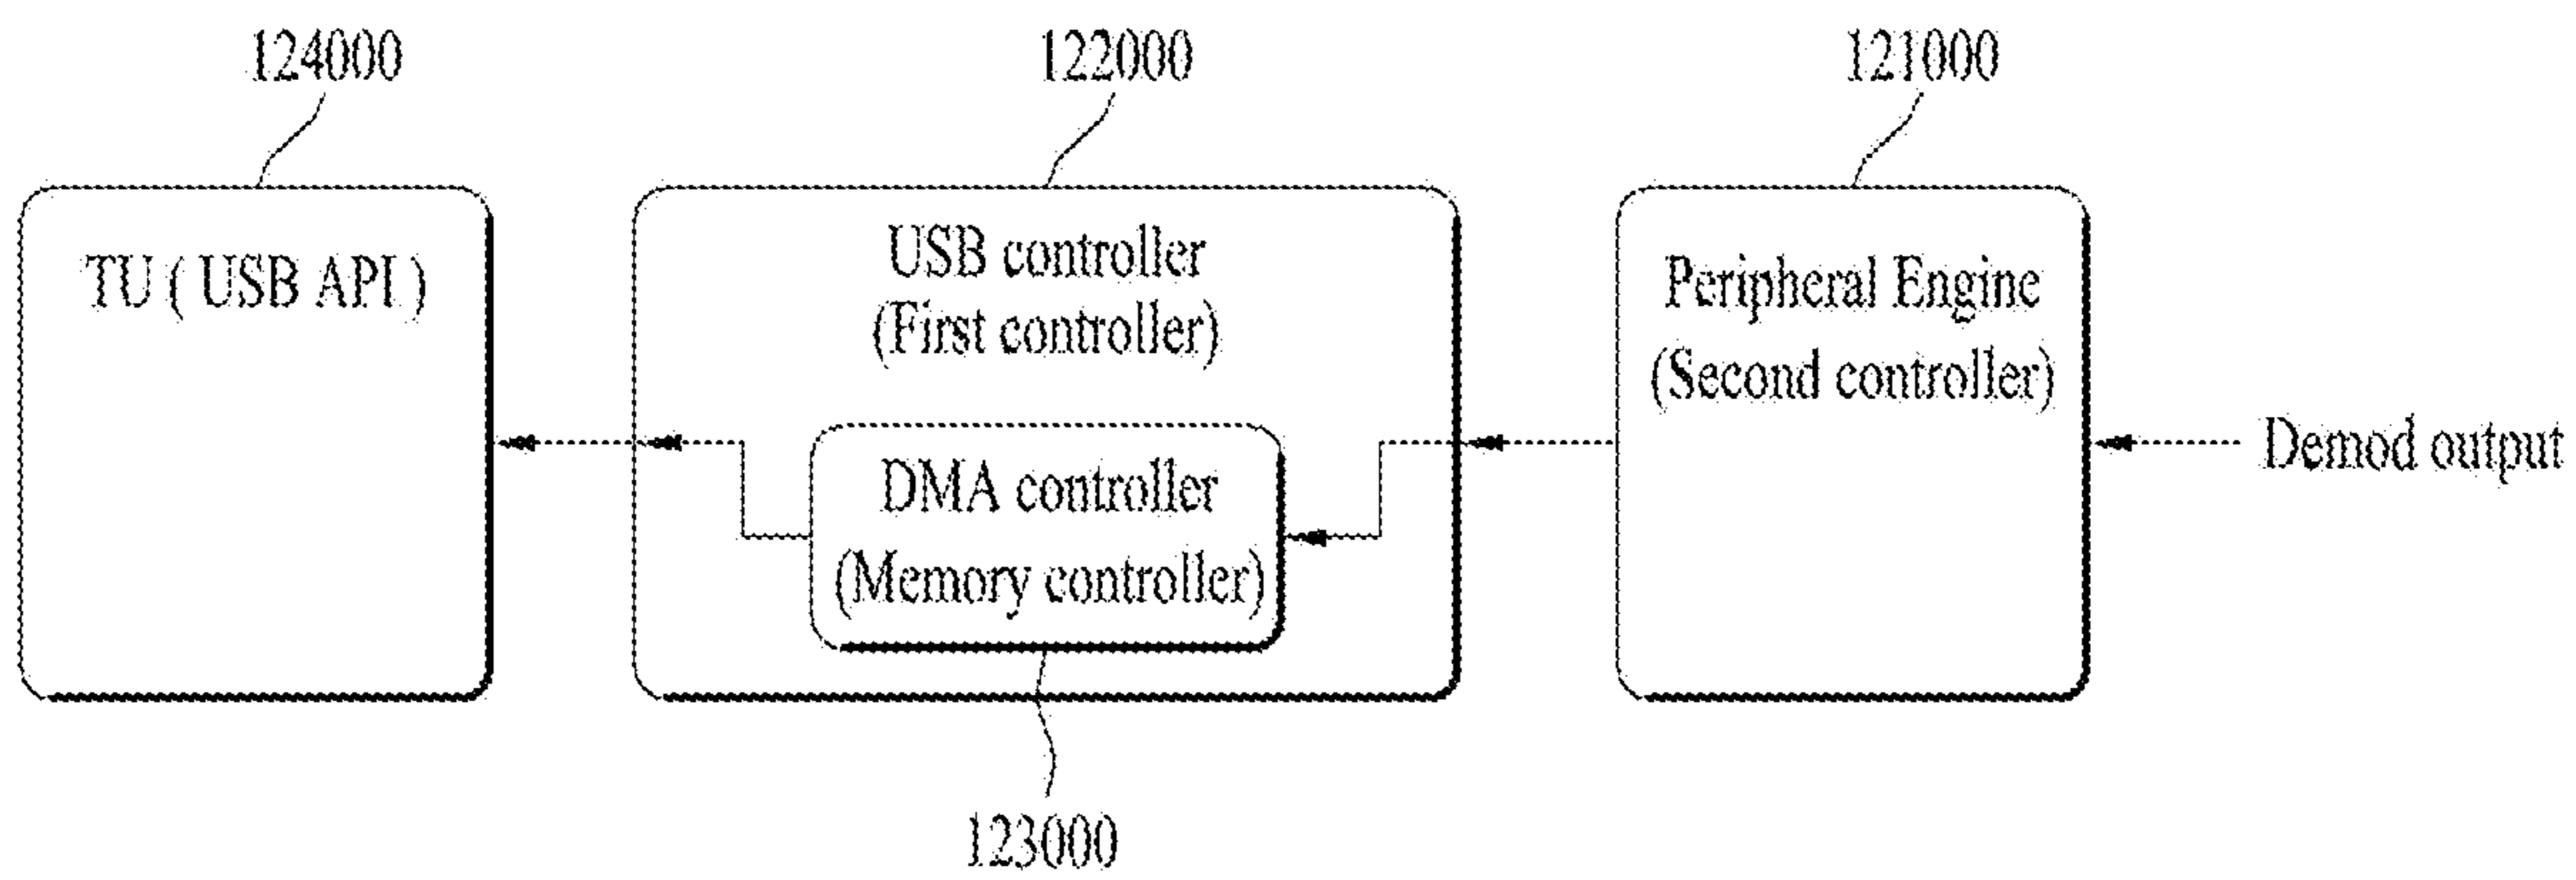 124000
122000
121000
TU ( USB API )
USB controller
(First controller)
DMA controller
(Memory controller)
Peripheral Engine
(Second controller)
Demod output
123000